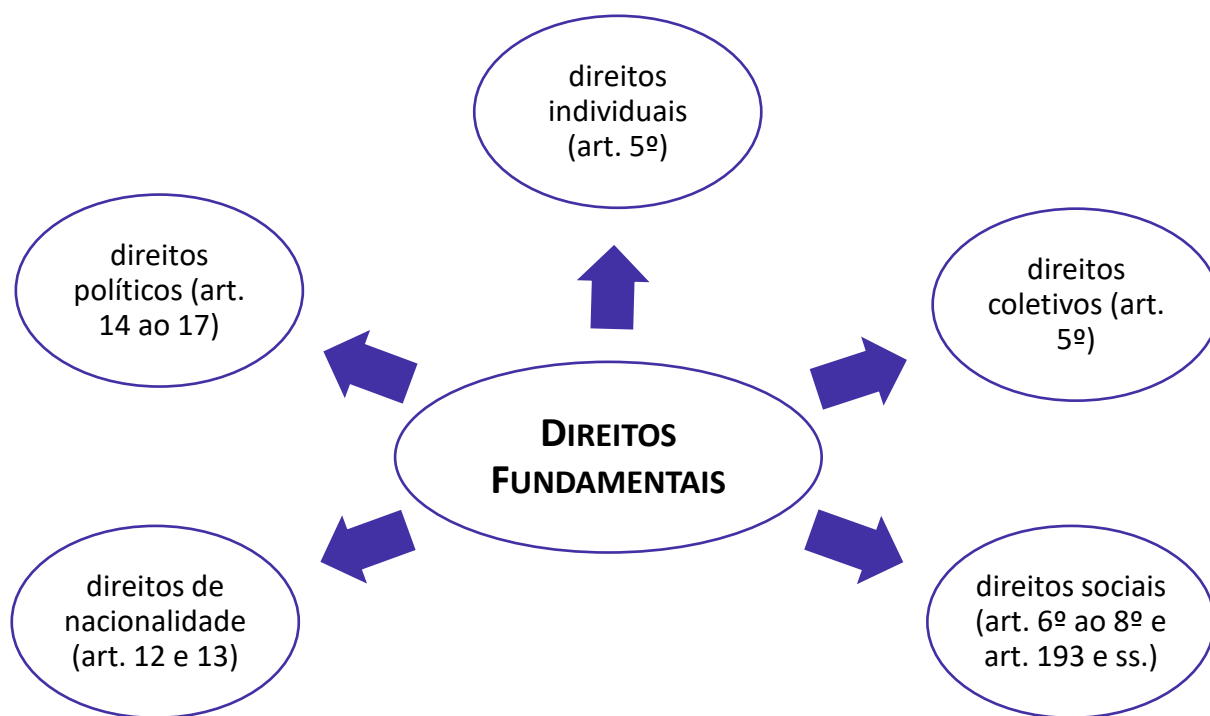 direitos
individuais
(art. 5º)
direitos
políticos (art.
14 ao 17)
direitos
coletivos (art.
5º)
DIREITOS
FUNDAMENTAIS
direitos de
nacionalidade
(art. 12 e 13)
direitos sociais
(art. 6º ao 8º e
art. 193 e ss.)